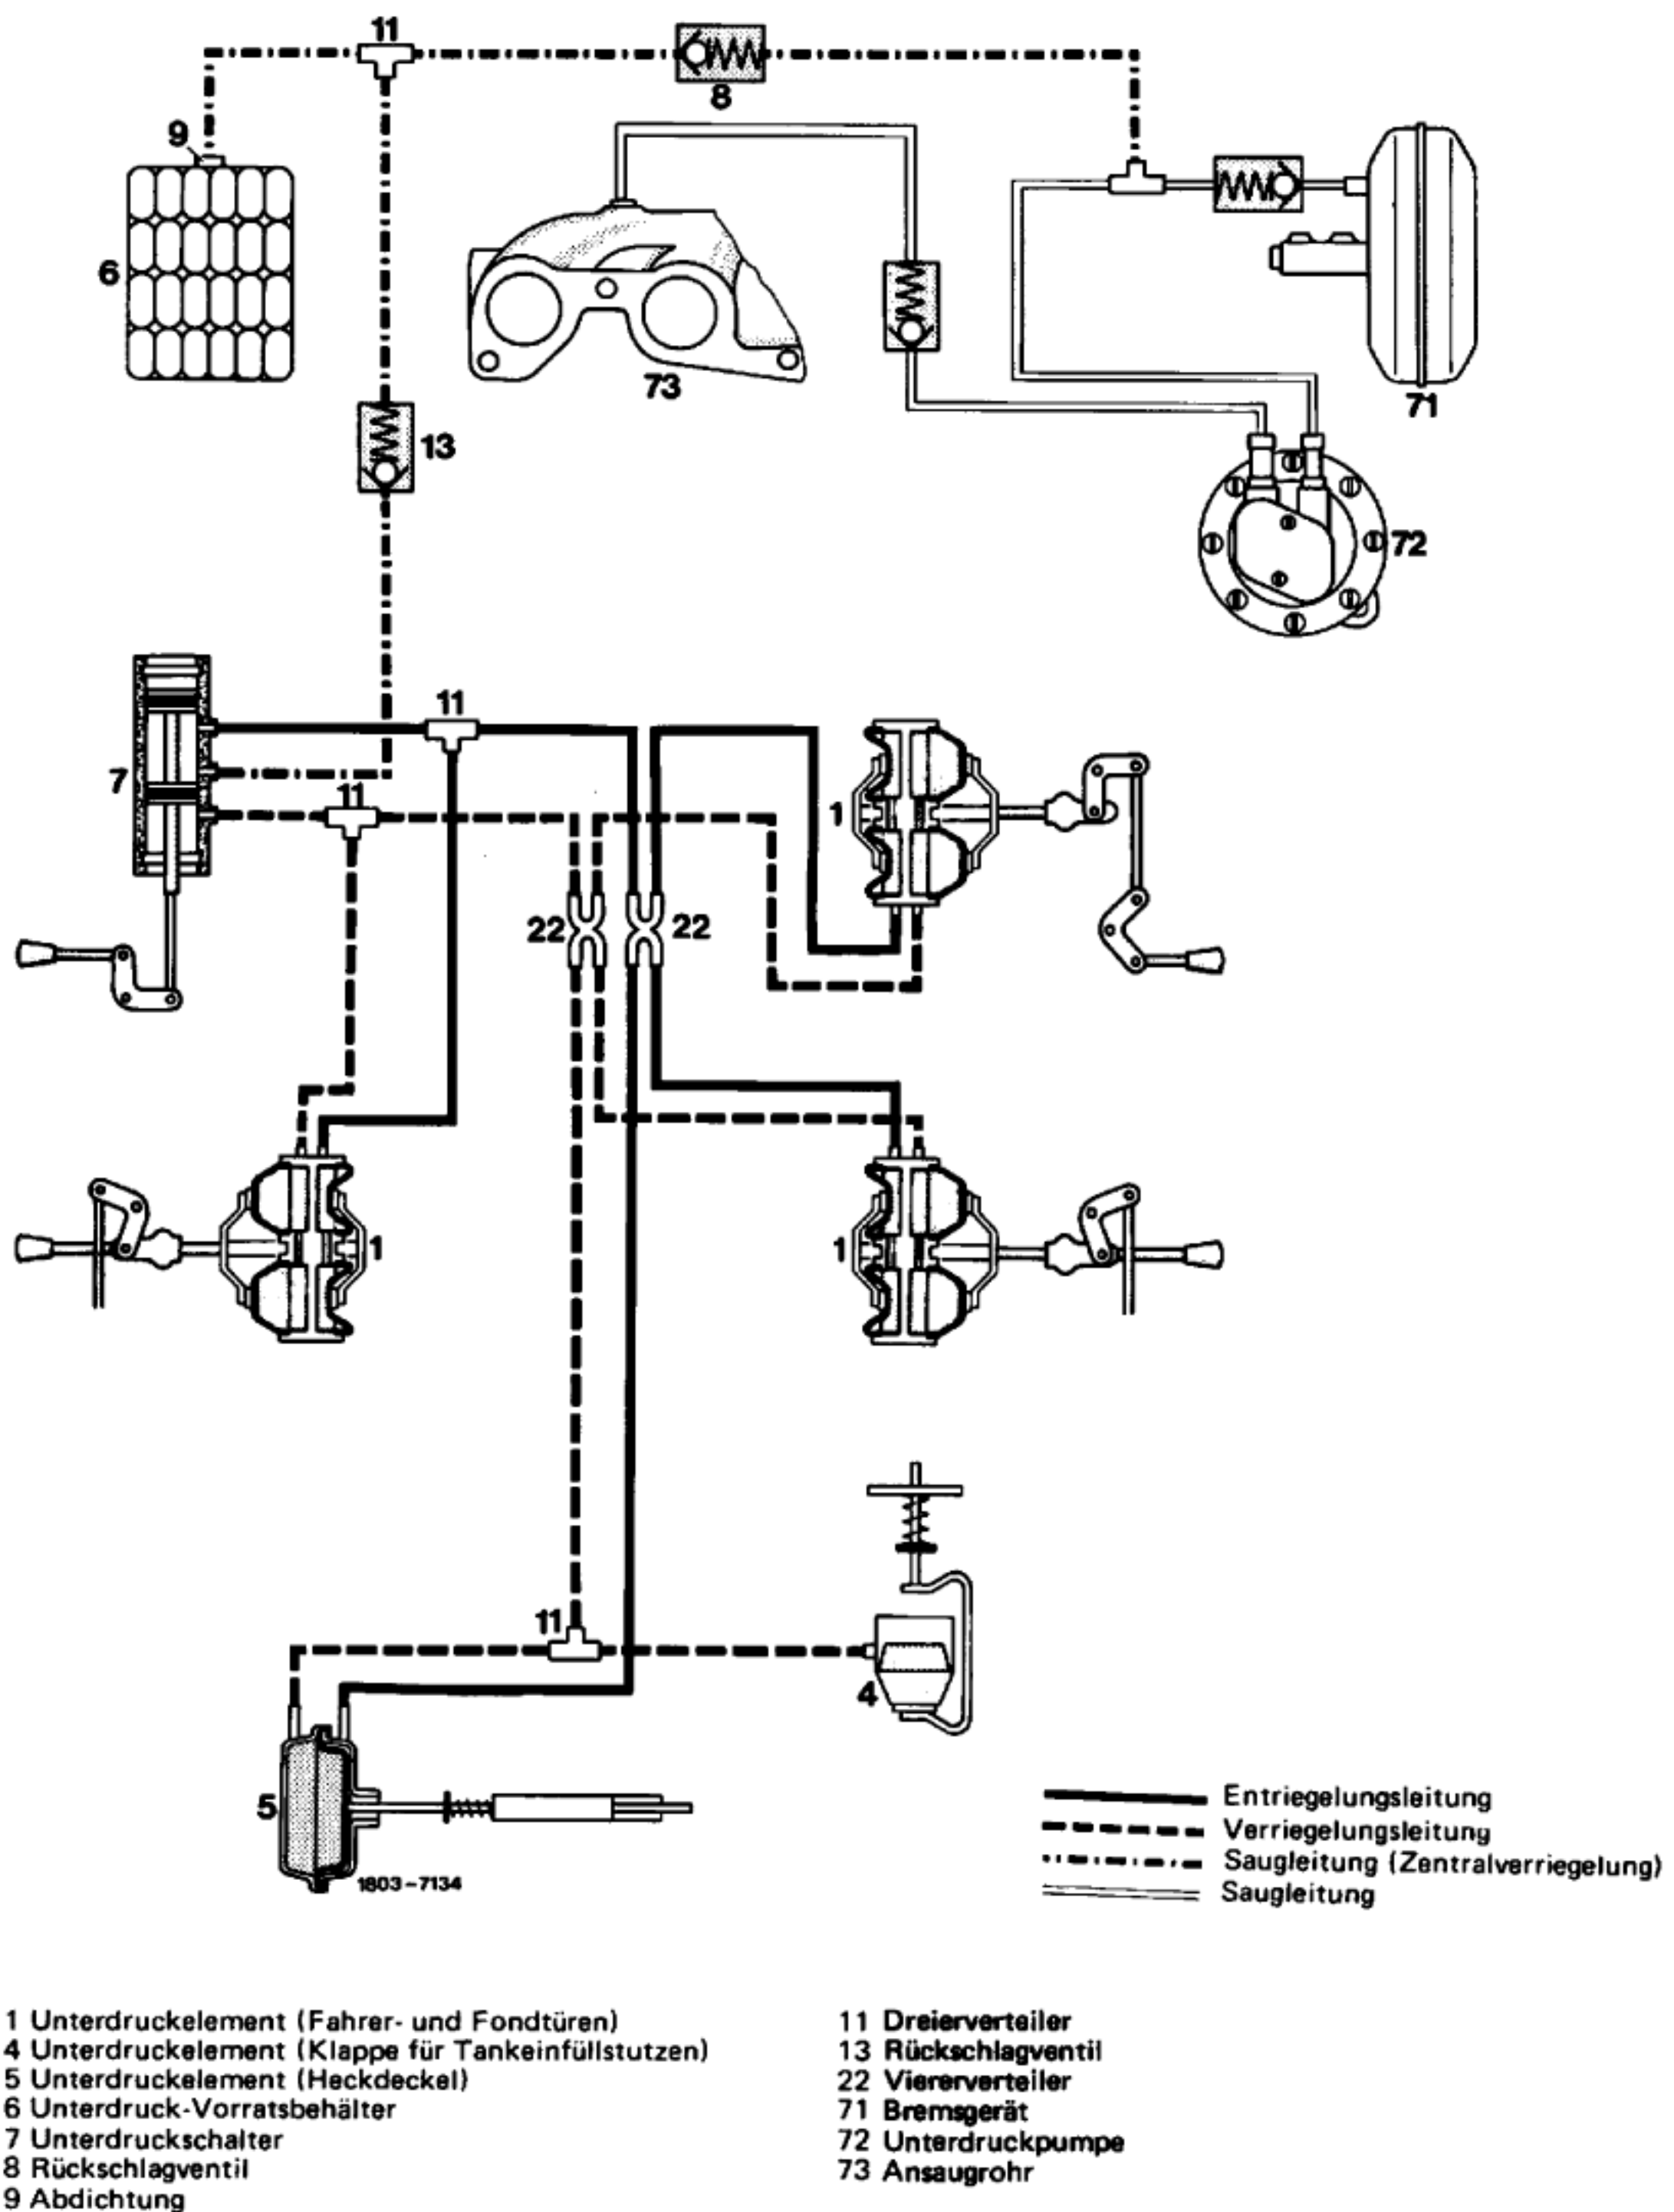 11
8
9
6
73
71
13
72
11
7
11
1
22
22
1
1
11
4
5
1803-7134
Entriegelungsleitung
Verriegelungsleitung
Saugleitung (Zentralverriegelung)
Saugleitung
1 Unterdruckelement (Fahrer- und Fondtüren)
4 Unterdruckelement (Klappe für Tankeinfüllstutzen)
5 Unterdruckelement (Heckdeckel)
6 Unterdruck-Vorratsbehälter
7 Unterdruckschalter
8 Rückschlagventil
9 Abdichtung
11 Dreierverteiler
13 Rückschlagventil
22 Viererverteiler
71 Bremsgerät
72 Unterdruckpumpe
73 Ansaugrohr